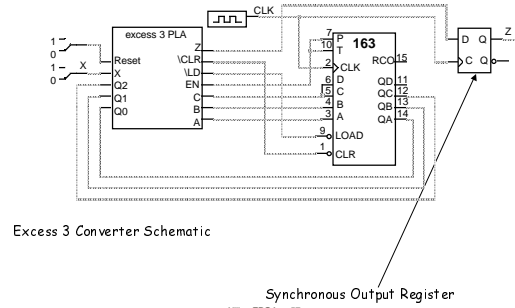 CLK
excess 3 PLA
Z
1
0
Reset
X
1
0
X
Q2
Q1
Q0
Z
\CLR
\LD
EN
C
B
A
7
10
2
6
5
4
3
9
1
P
T
CLK
D
C
B
A
LOAD
CLR
163
RCO
QD
QC
QB
QA
15
11
12
13
14
D Q
C Q
Z
Excess 3 Converter Schematic
Synchronous Output Register